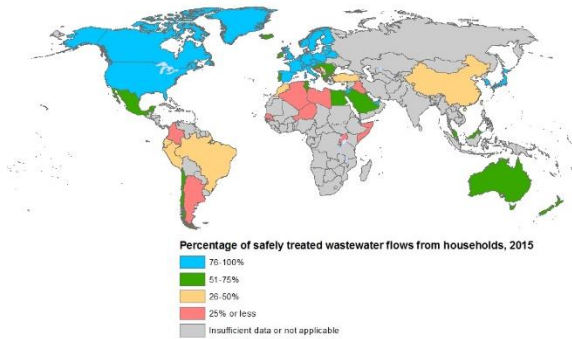 Percentage of safely treated wastewater flows from households, 2015
76-100%
51-75%
26-50%
25% or less
Insufficient data or not applicable